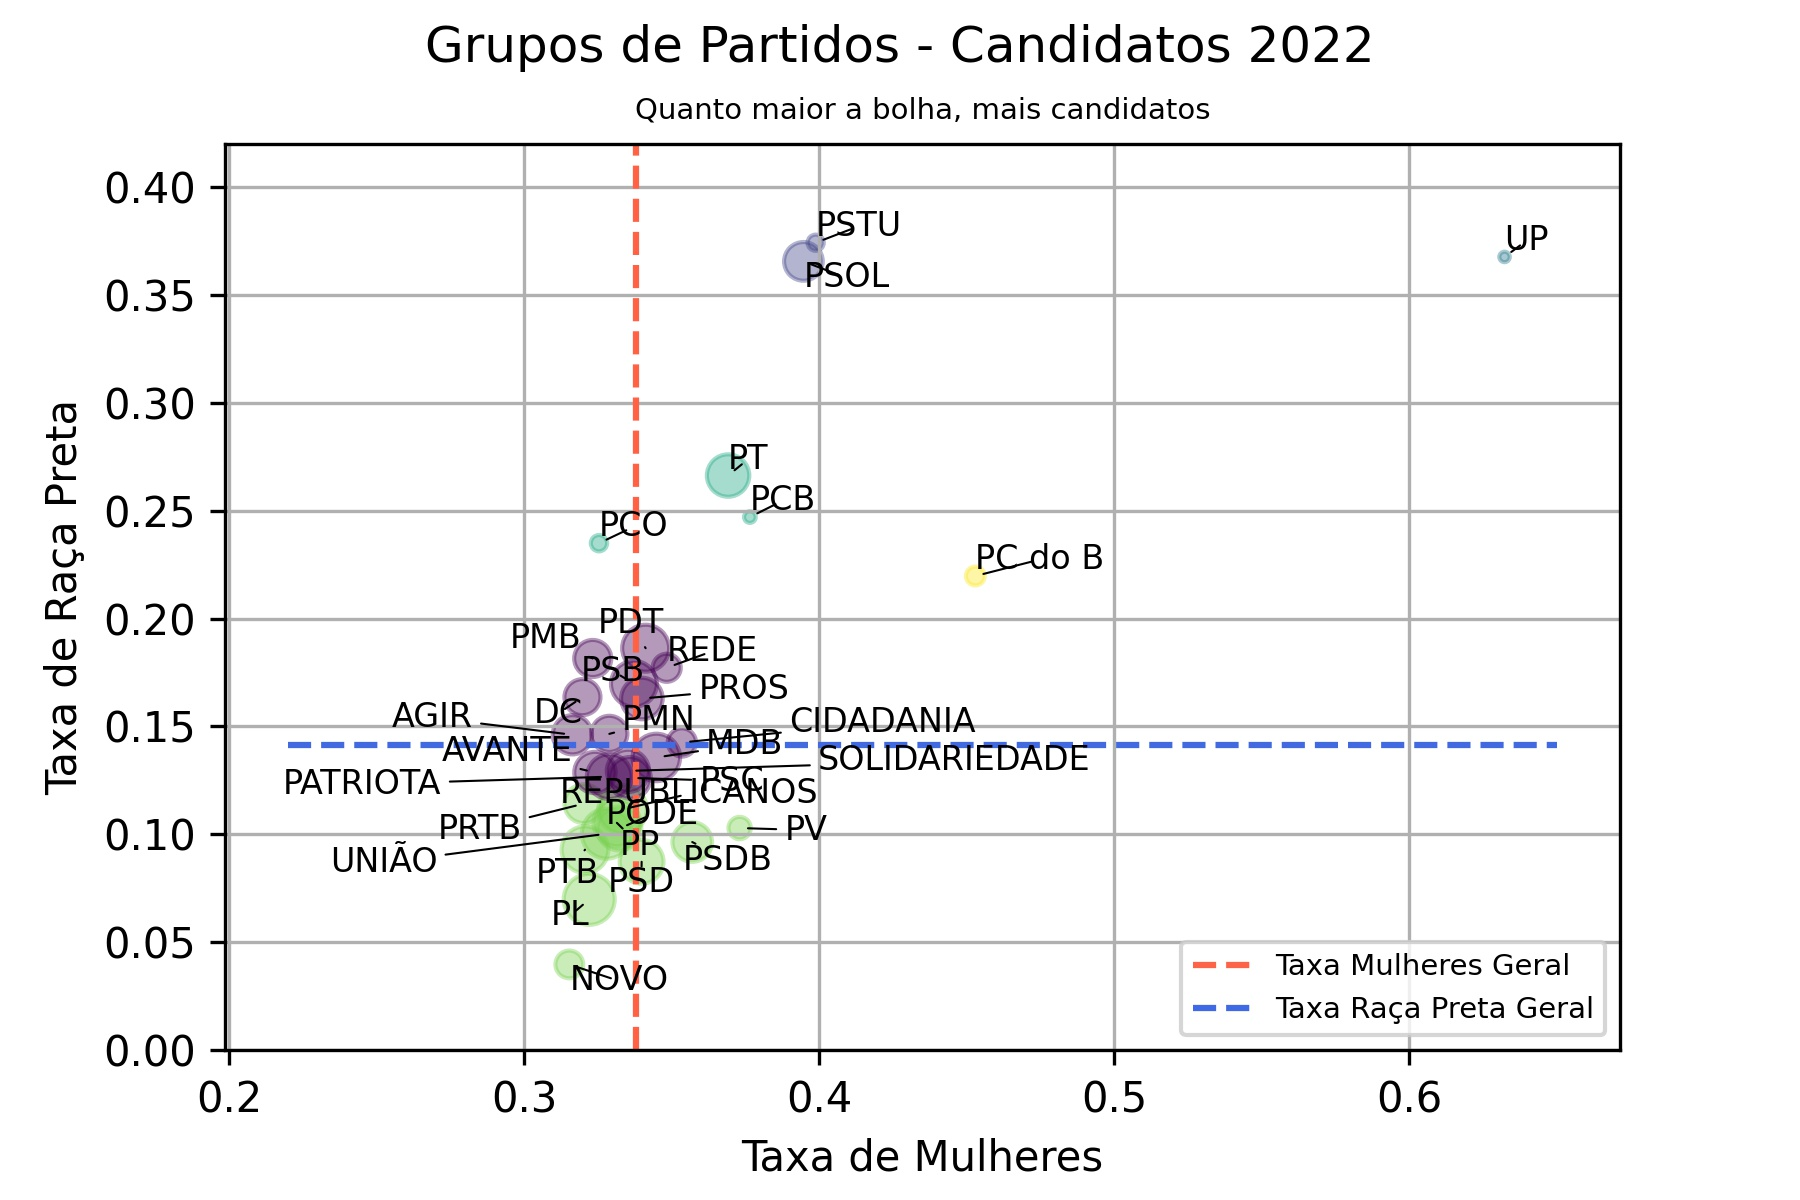 Grupos de Partidos - Candidatos 2022
Quanto maior a bolha, mais candidatos
Taxa de Raça Preta
0.40
0.35
0.30
0.25
0.20
0.15
0.10
0.05
0.00
PSTU
UP
PSOL
PT
PCB
PCO
PC do B
PDT
PMB
REDE
PSB
PROS
DC
AGIR
PMN
CIDADANIA
AVANTE
MDB
SOLIDARIEDADE
PATRIOTA
PSC
REPUBLICANOS
PODE
PRTB
PV
PP
UNIÃO
PSDB
PTB
PSD
PL
NOVO
Taxa Mulheres Geral
Taxa Raça Preta Geral
0.2 0.3 0.4 0.5 0.6
Taxa de Mulheres